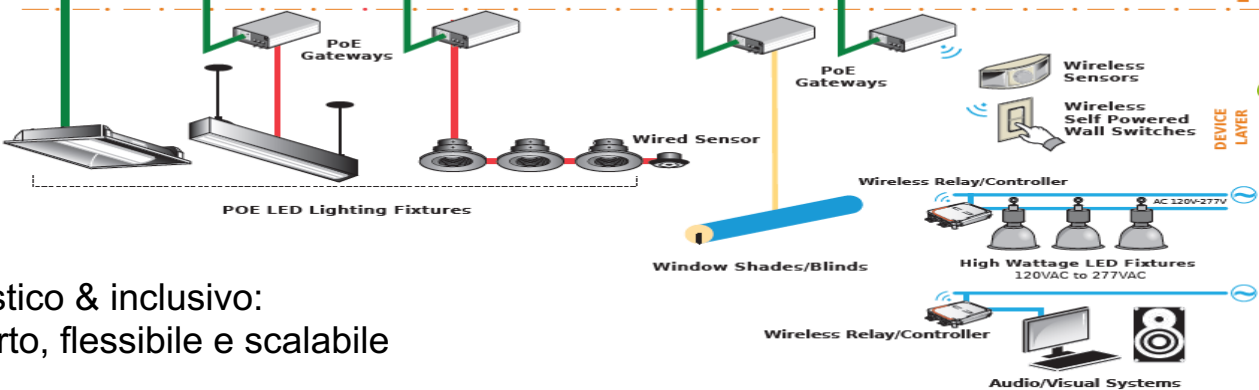 PoE
Gateways
PoE
Gateways
Wireless
Sensors
Wireless
Self Powered
Wall Switches
DEVICE
LAYER
Wired Sensor
POE LED Lighting Fixtures
Wireless Relay/Controller
AC 120V-277V
Window Shades/Blinds
High Wattage LED Fixtures
120VAC to 277VAC
stico & inclusivo:
rto, flessibile e scalabile
Wireless Relay/Controller
Audio/Visual Systems